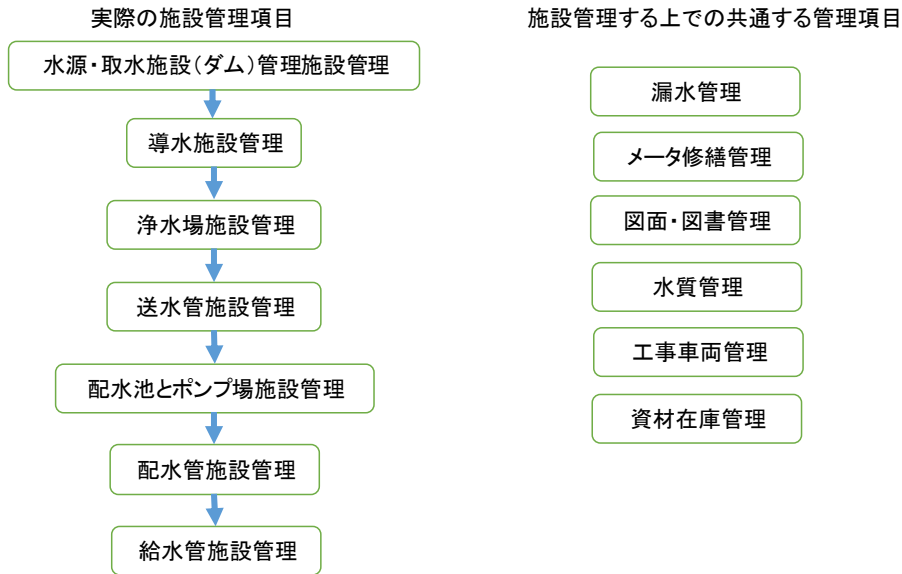 実際の施設管理項目
水源・取水施設（ダム）管理施設管理
導水施設管理
浄水場施設管理
送水管施設管理
配水池とポンプ場施設管理
配水管施設管理
給水管施設管理
施設管理する上での共通する管理項目
漏水管理
メータ修繕管理
図面・図書管理
水質管理
工事車両管理
資材在庫管理